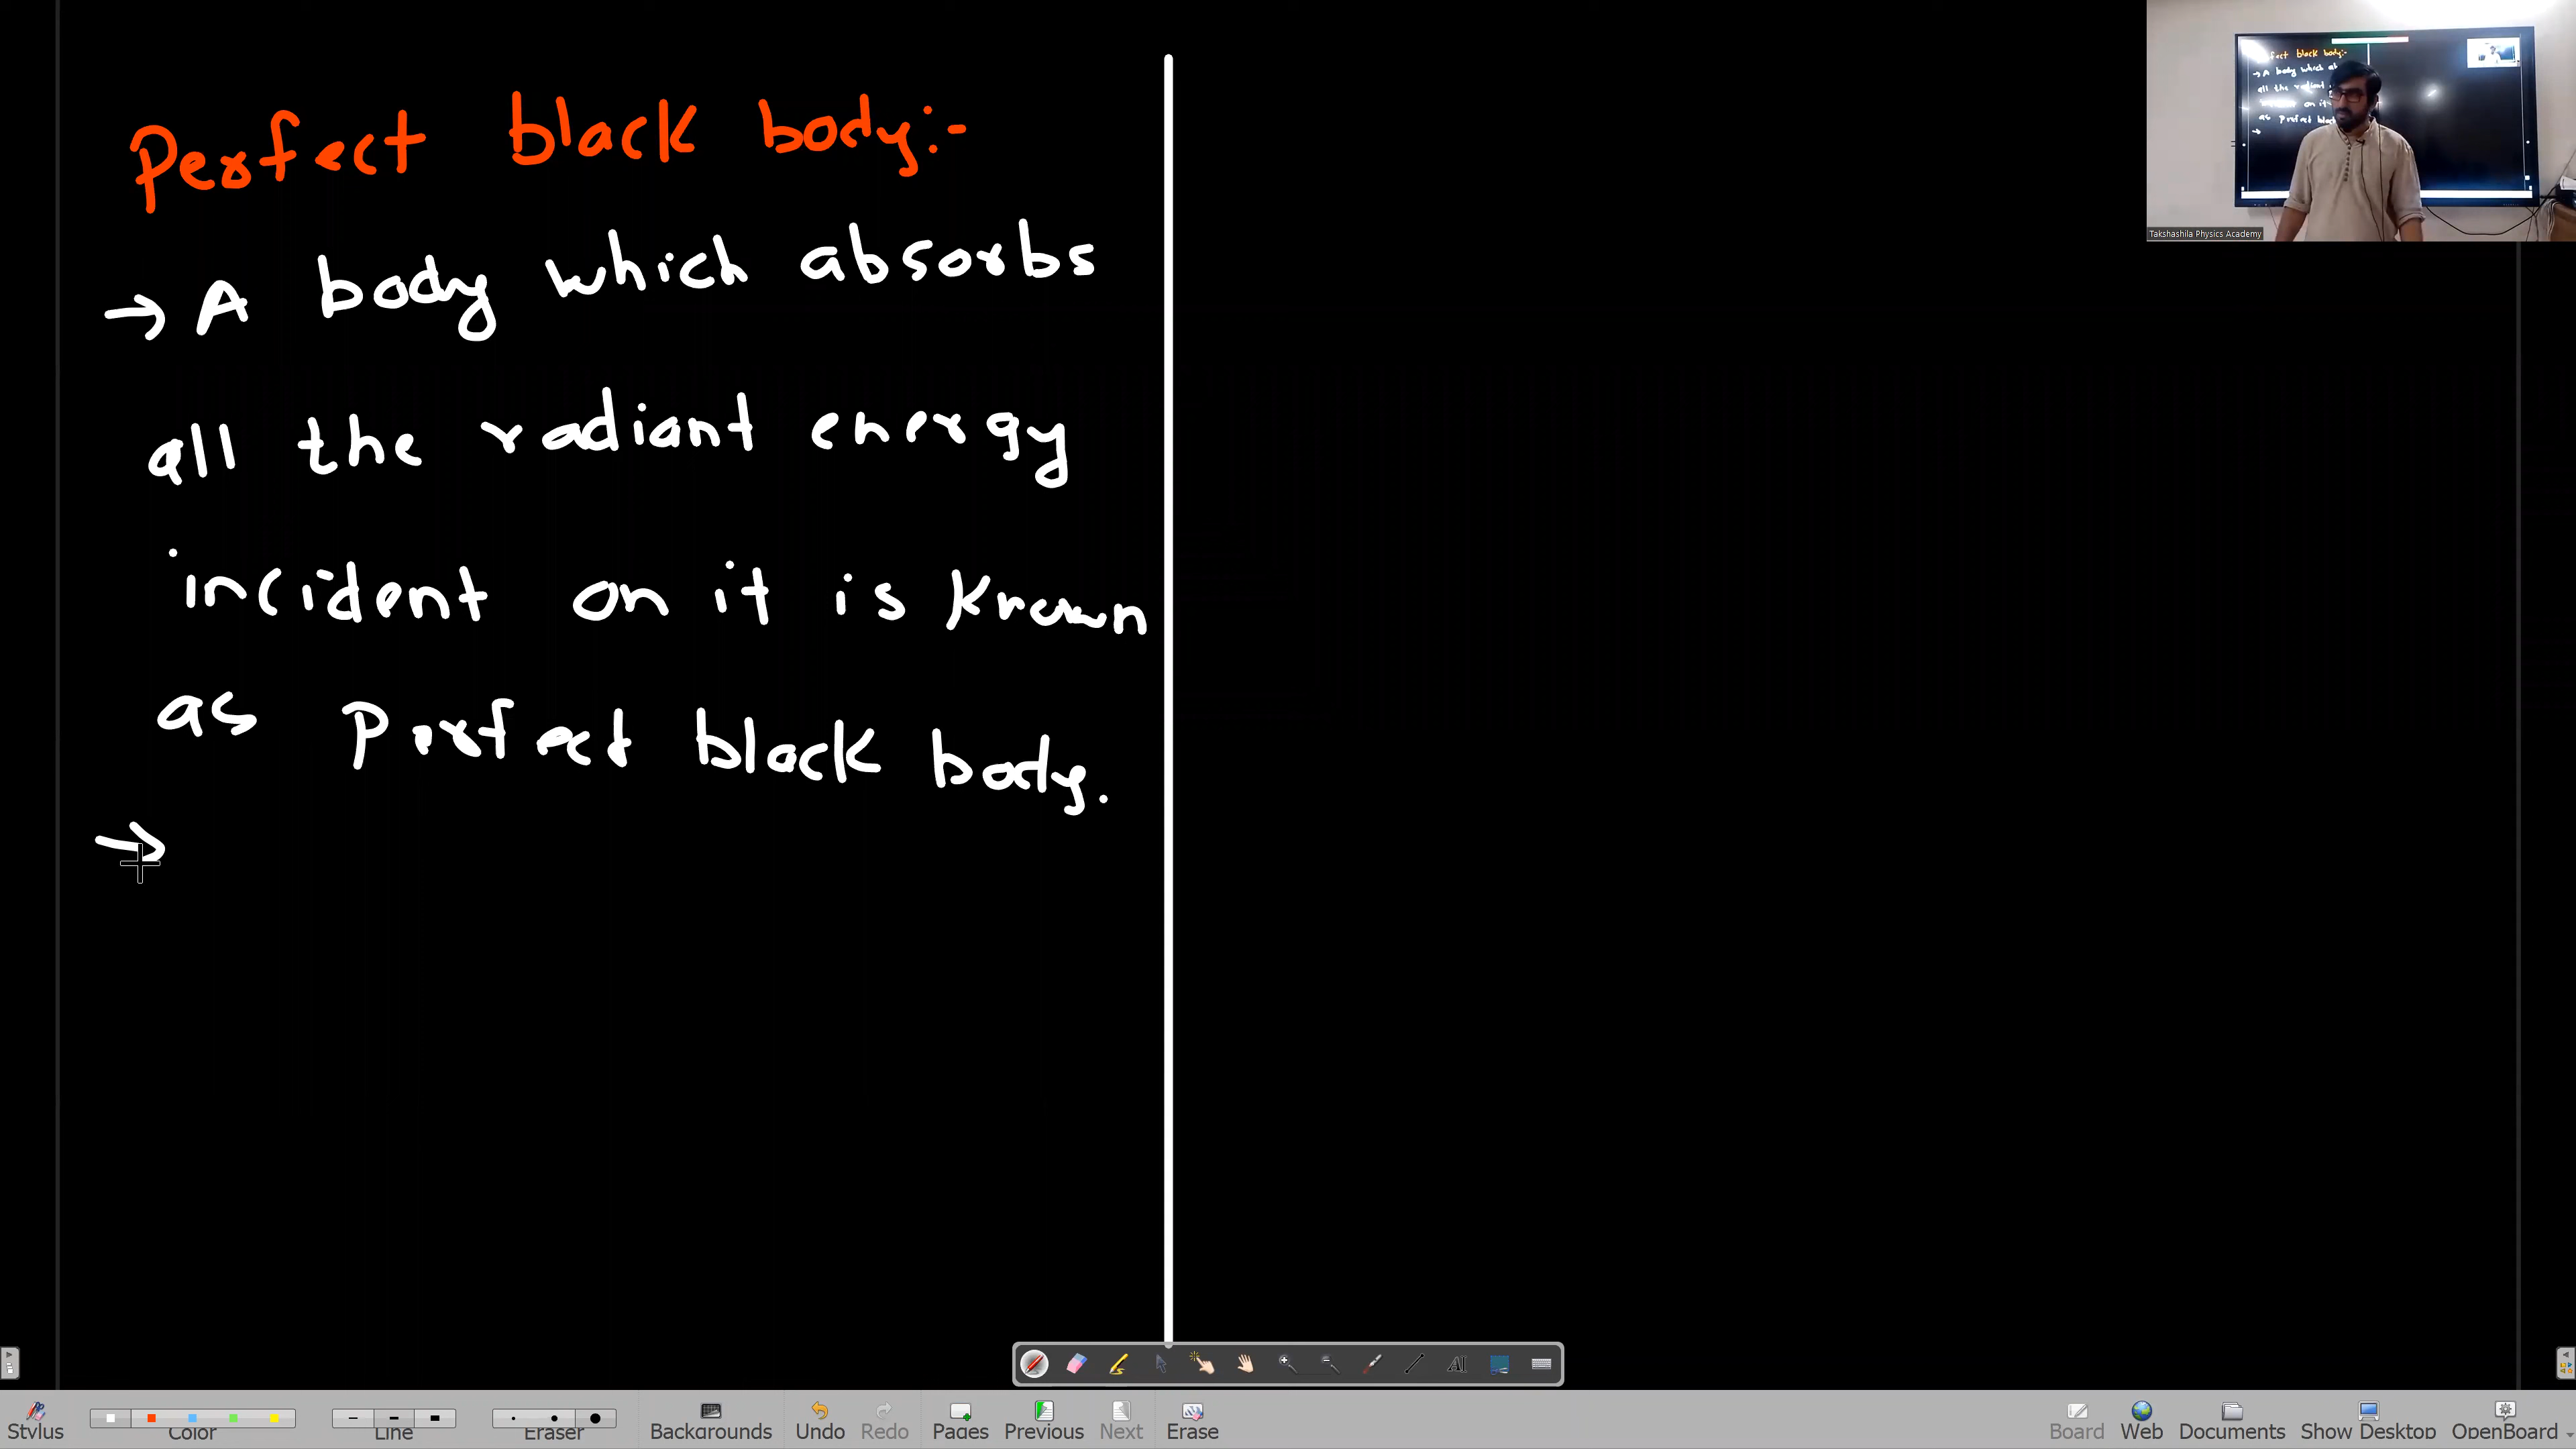 Perfect black body:-
→ A body which absorbs
all the radiant energy
incident on it is known
as Perfect black body.
→
Takshashila Physics Academy
Stylus Color Line Eraser Backgrounds Undo Redo Pages Previous Next Erase Board Web Documents Show Desktop OpenBoard